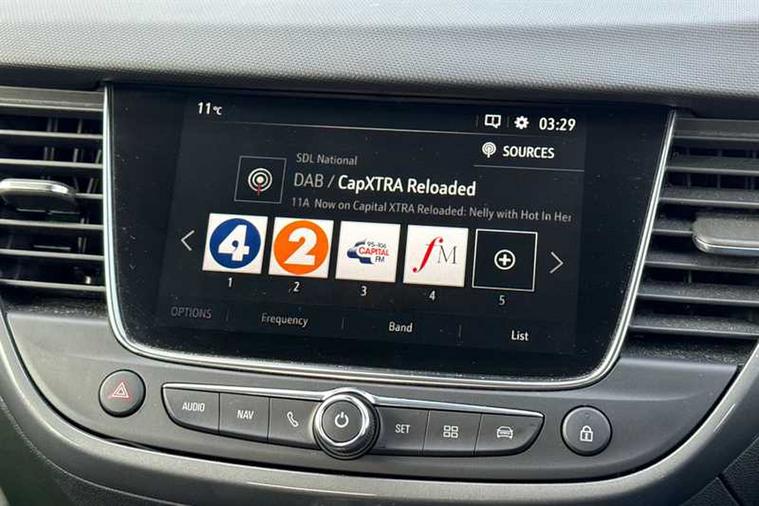 11°C
03:29
SOURCES
SDL National
DAB / CapXTRA Reloaded
11A Now on Capital XTRA Reloaded: Nelly with Hot In Her
4
2
95-106
CAPITAL
FM
fM
1
2
3
4
5
OPTIONS
Frequency
Band
List
AUDIO
NAV
SET